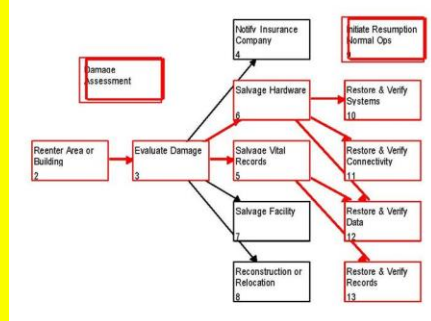 Notify Insurance
Company
4
Initiate Resumption
Normal Ops
9
Damage
Assessment
Salvage Hardware
6
Restore & Verify
Systems
10
Reenter Area or
Building
2
Evaluate Damage
3
Salvage Vital
Records
5
Restore & Verify
Connectivity
11
Salvage Facility
7
Restore & Verify
Data
12
Reconstruction or
Relocation
8
Restore & Verify
Records
13